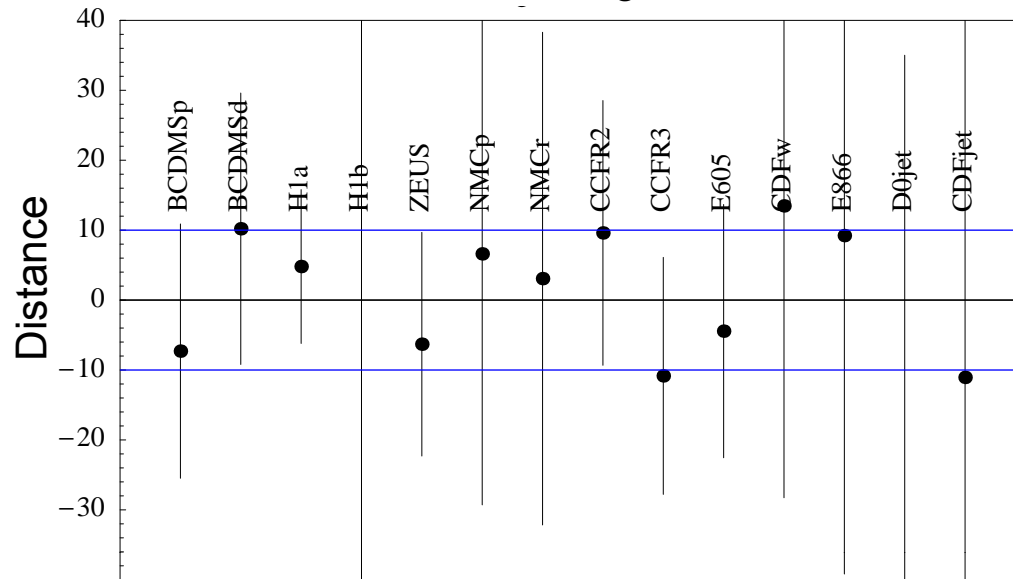 40
30
20
10
0
−10
−20
−30
Distance
BCDMSp
BCDMSd
H1a
H1b
ZEUS
NMCp
NMCr
CCFR2
CCFR3
E605
CDFw
E866
D0jet
CDFjet